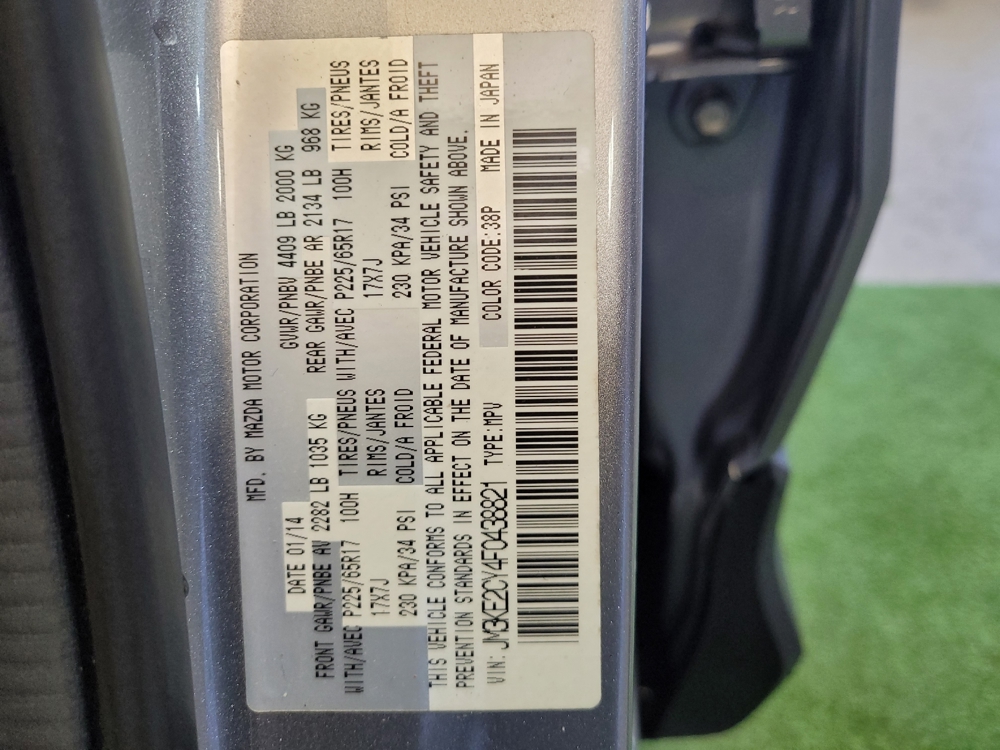 MFD. BY MAZDA MOTOR CORPORATION
DATE 01/14 GVWR/PNBV 4409 LB 2000 KG
FRONT GAWR/PNBE AV 2282 LB 1035 KG REAR GAWR/PNBE AR 2134 LB 968 KG
WITH/AVEC P225/65R17 100H TIRES/PNEUS WITH/AVEC P225/65R17 100H TIRES/PNEUS
17X7J RIMS/JANTES 17X7J RIMS/JANTES
230 KPA/34 PSI COLD/A FROID 230 KPA/34 PSI COLD/A FROID
THIS VEHICLE CONFORMS TO ALL APPLICABLE FEDERAL MOTOR VEHICLE SAFETY AND THEFT
PREVENTION STANDARDS IN EFFECT ON THE DATE OF MANUFACTURE SHOWN ABOVE.
VIN: JM3KE2CY4F0438821 TYPE:MPV COLOR CODE:38P MADE IN JAPAN